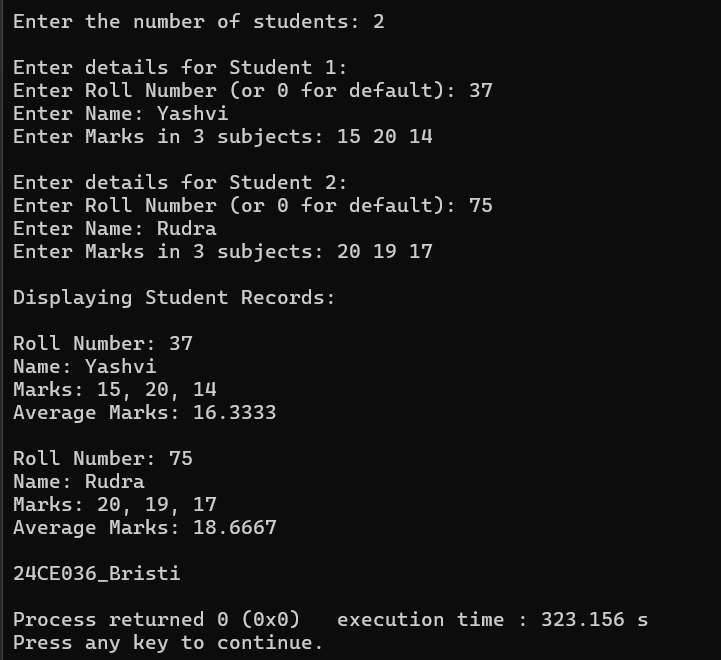 Enter the number of students: 2
Enter details for Student 1:
Enter Roll Number (or 0 for default): 37
Enter Name: Yashvi
Enter Marks in 3 subjects: 15 20 14
Enter details for Student 2:
Enter Roll Number (or 0 for default): 75
Enter Name: Rudra
Enter Marks in 3 subjects: 20 19 17
Displaying Student Records:
Roll Number: 37
Name: Yashvi
Marks: 15, 20, 14
Average Marks: 16.3333
Roll Number: 75
Name: Rudra
Marks: 20, 19, 17
Average Marks: 18.6667
24CE036_Bristi
Process returned 0 (0x0)   execution time : 323.156 s
Press any key to continue.